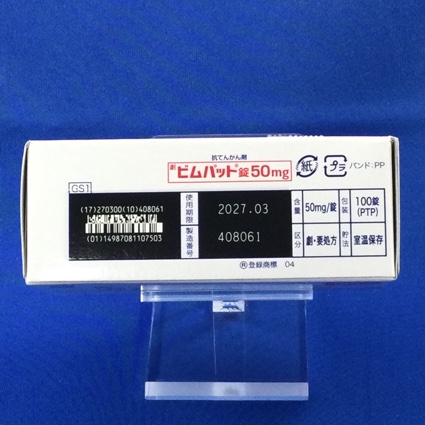 抗てんかん剤
劇 ビムパット錠50mg
紙
プラ
バンド:PP
GS1
(17)270300(10)408061
(01)14987081107503
使用期限
2027.03
製造番号
408061
含量
50mg/錠
包装
100錠
(PTP)
区分
劇・要処方
貯法
室温保存
®登録商標 04